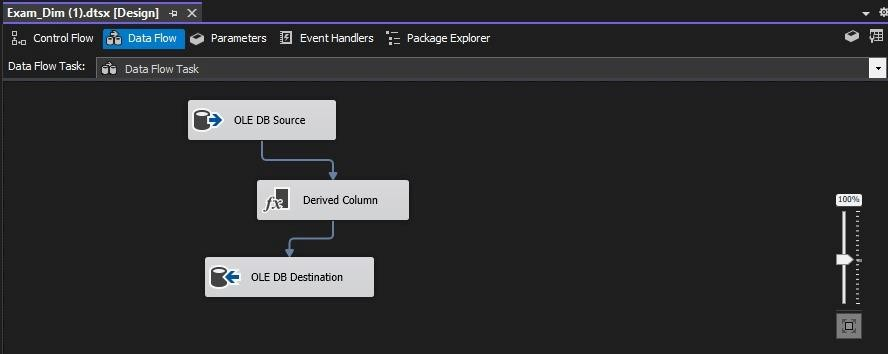 Exam_Dim (1).dtsx [Design]
Control Flow Data Flow Parameters Event Handlers Package Explorer
Data Flow Task: Data Flow Task
OLE DB Source
Derived Column
100%
OLE DB Destination